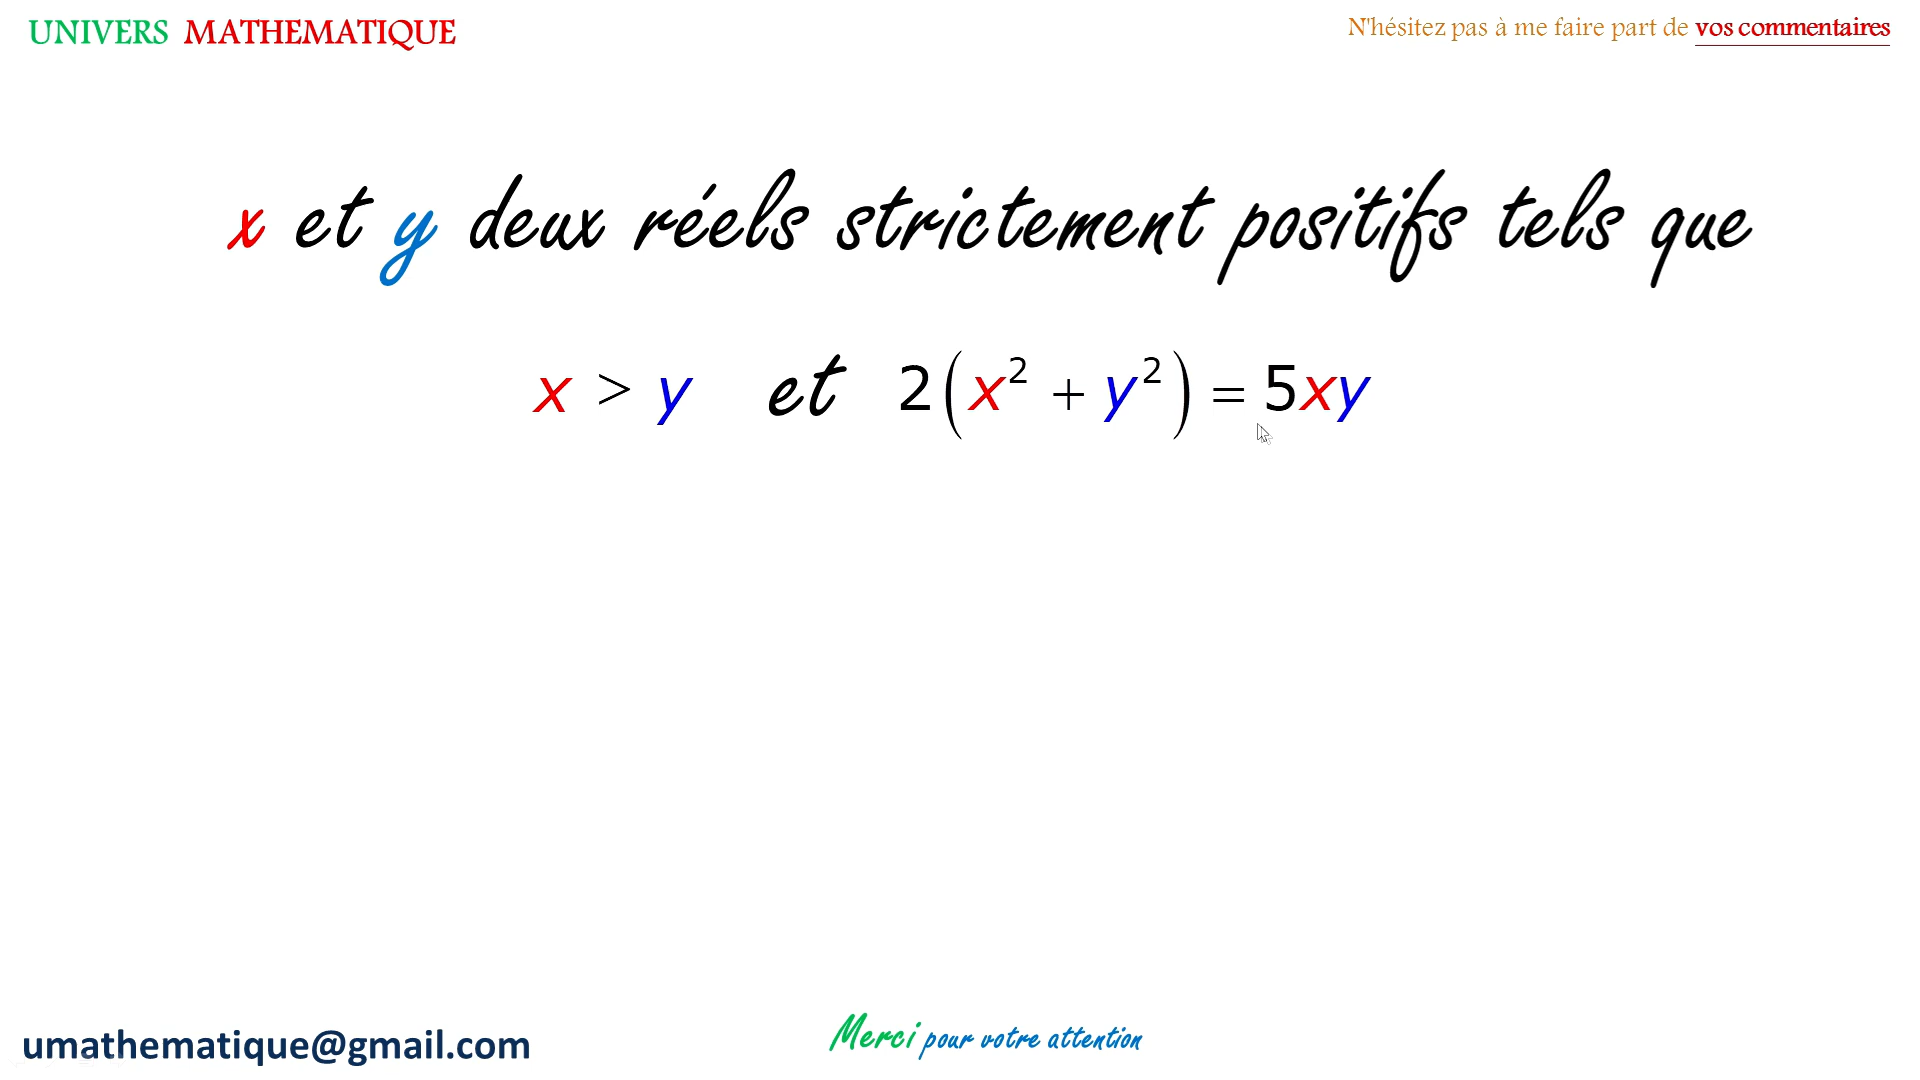 UNIVERS MATHEMATIQUE
N'hésitez pas à me faire part de vos commentaires
x et y deux réels strictement positifs tels que
x > y et 2(x² + y²) = 5xy
umathematique@gmail.com
Merci pour votre attention